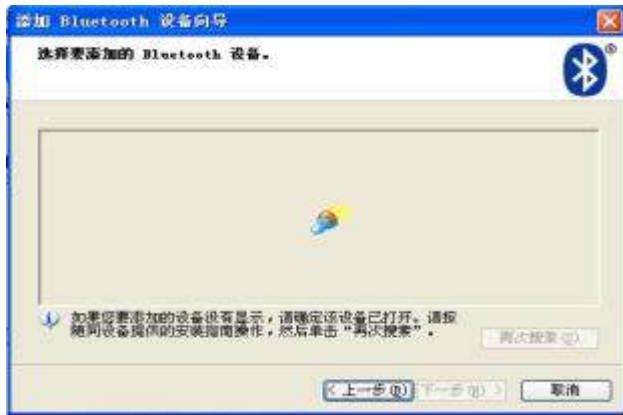 添加 Bluetooth 设备向导
选择要添加的 Bluetooth 设备。
®
如果您要添加的设备没有显示，请确定该设备已打开。请按
随同设备提供的安装指南操作，然后单击“再次搜索”。
再次搜索(S)
< 上一步(B)
下一步(N) >
取消